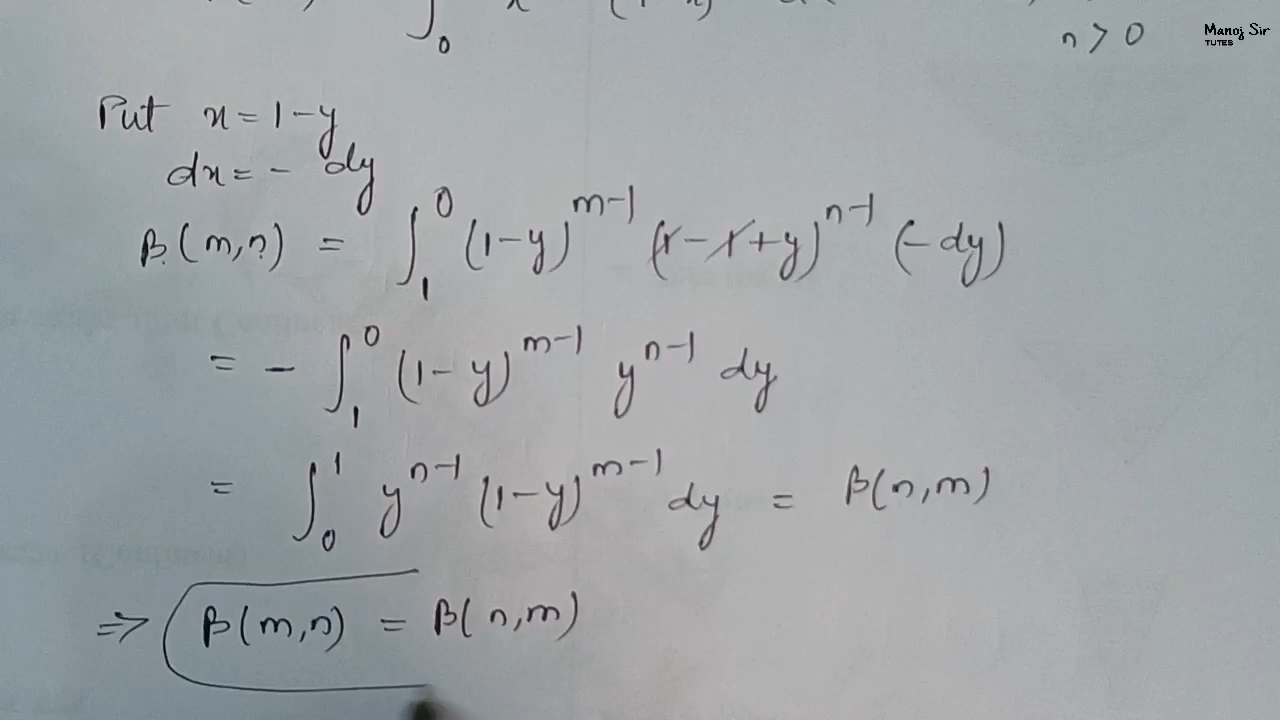 n > 0
Manoj Sir
TUTES
Put x = 1 - y
dx = - dy
β(m,n) = ∫₁⁰ (1-y)^{m-1} (1-1+y)^{n-1} (-dy)
= - ∫₁⁰ (1-y)^{m-1} y^{n-1} dy
= ∫₀¹ y^{n-1} (1-y)^{m-1} dy = β(n,m)
⇒ β(m,n) = β(n,m)